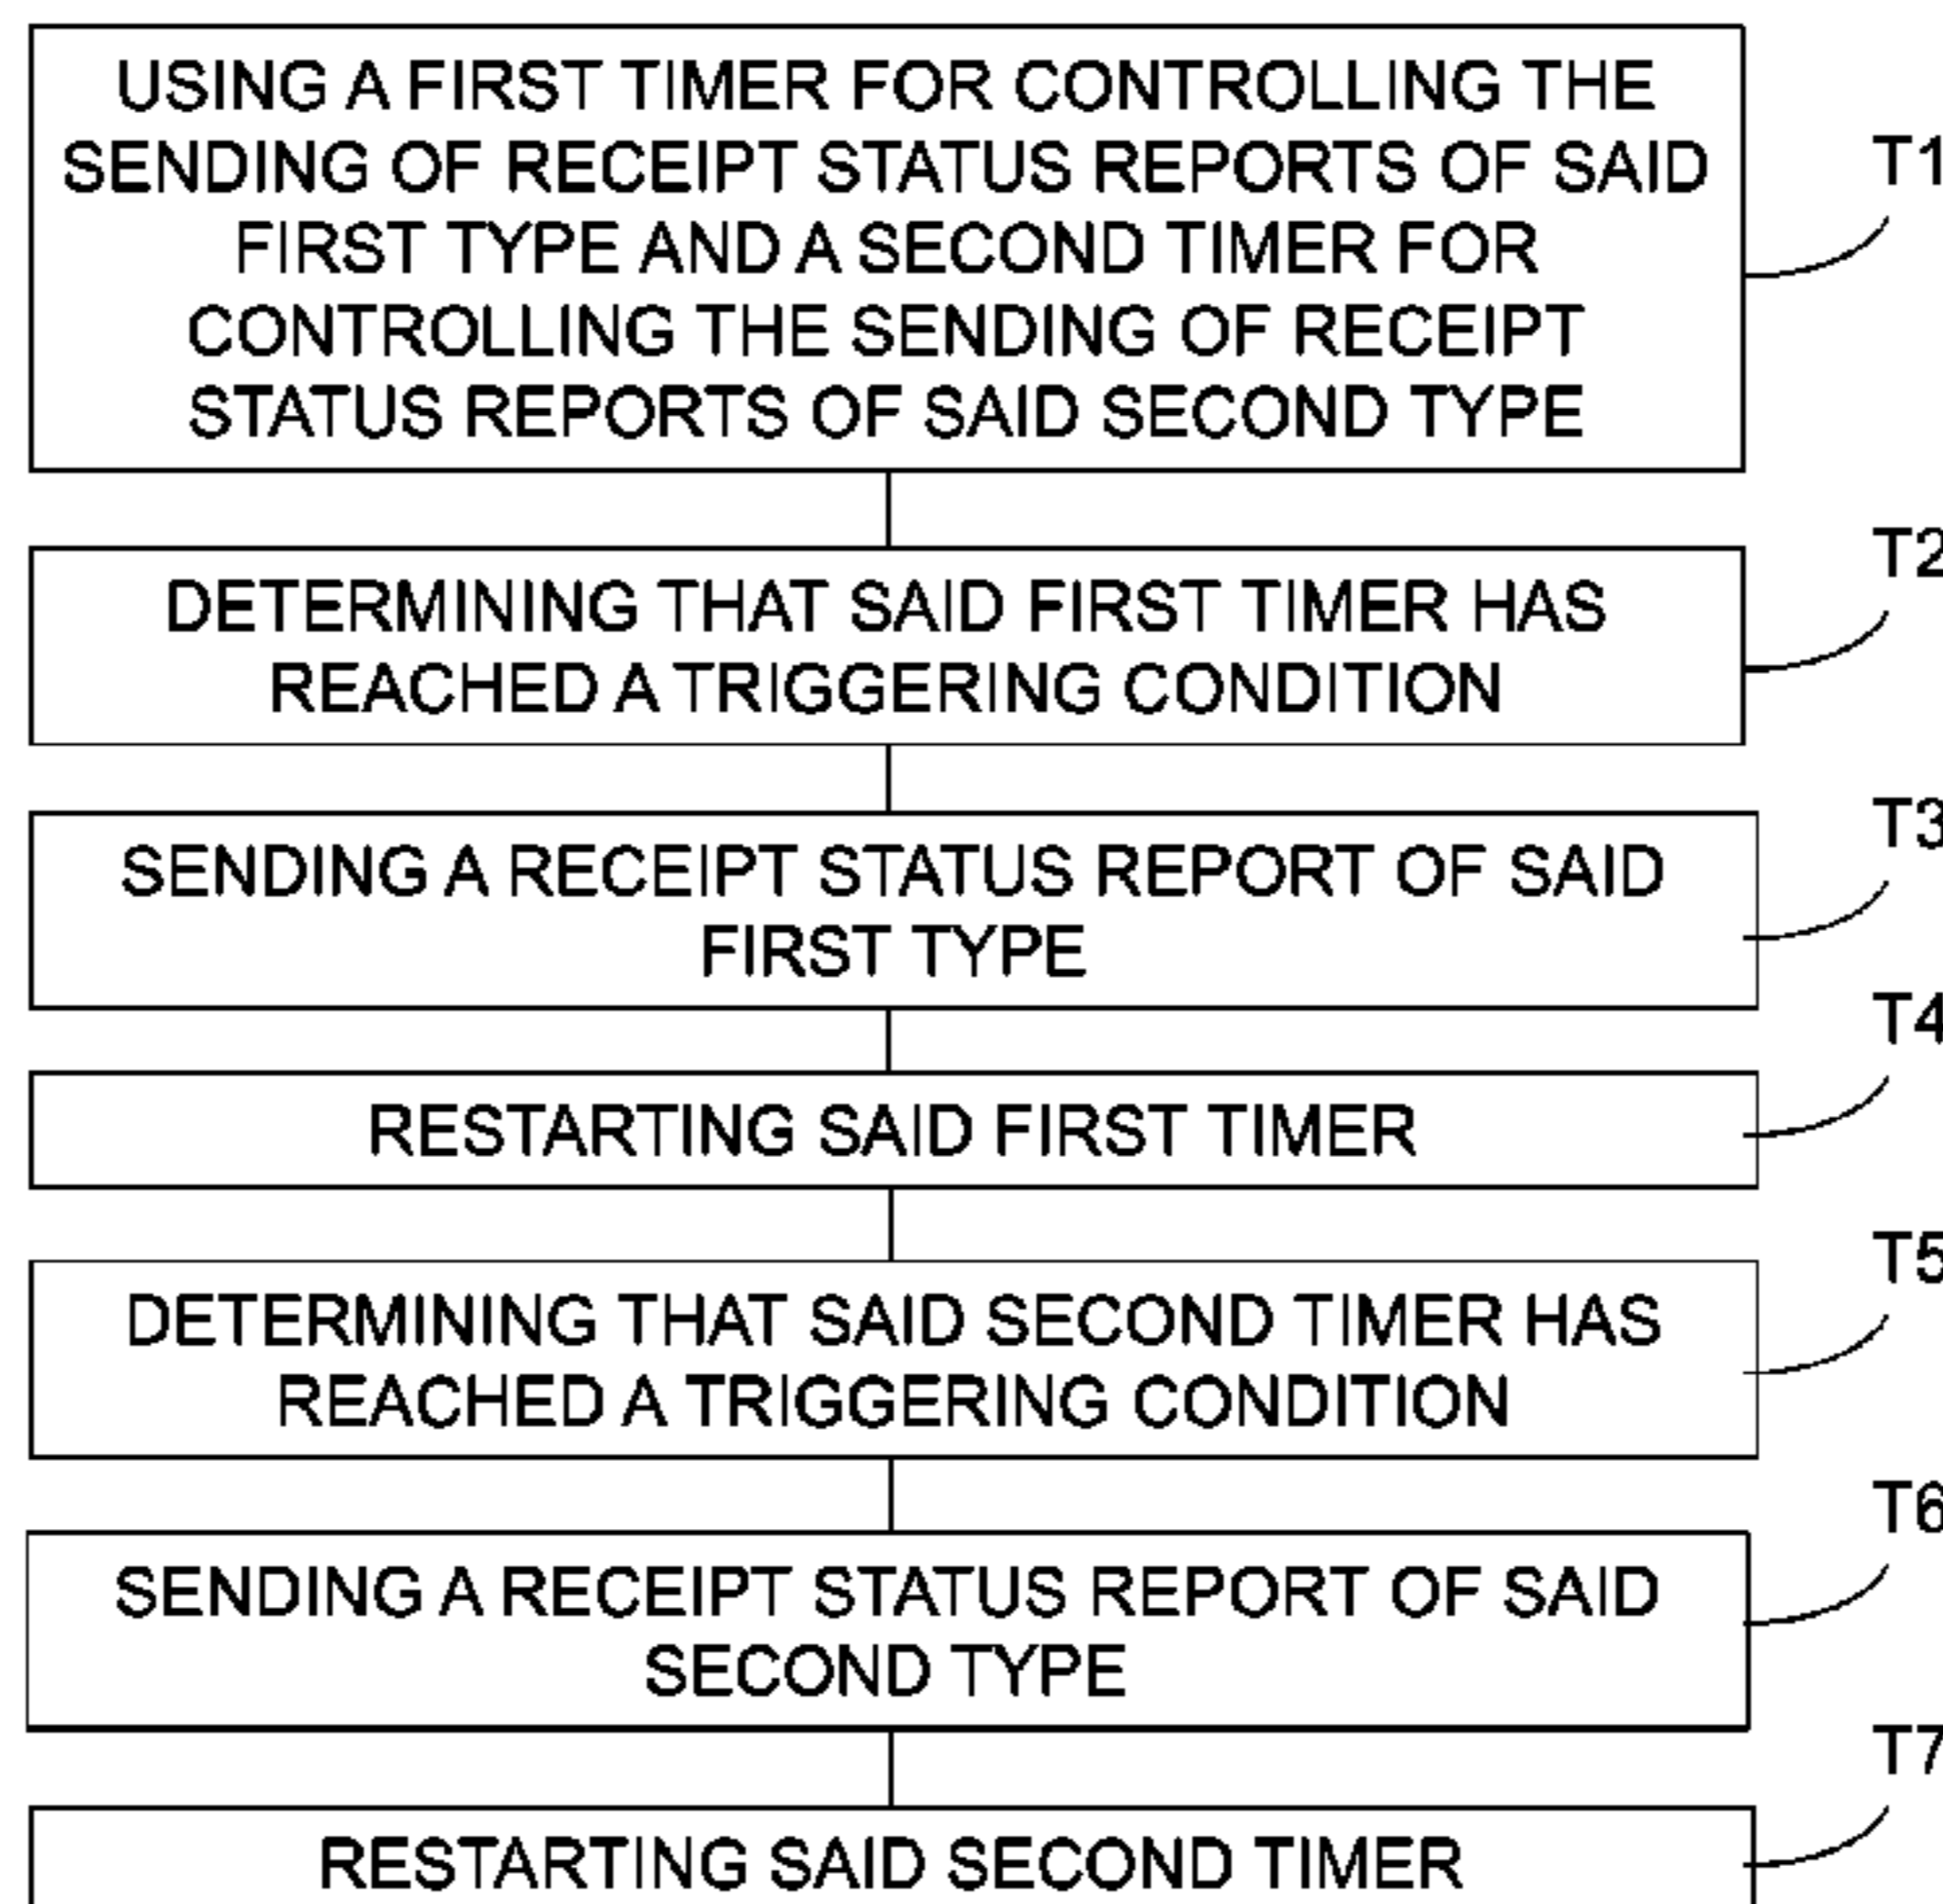 USING A FIRST TIMER FOR CONTROLLING THE
SENDING OF RECEIPT STATUS REPORTS OF SAID
FIRST TYPE AND A SECOND TIMER FOR
CONTROLLING THE SENDING OF RECEIPT
STATUS REPORTS OF SAID SECOND TYPE
T1
DETERMINING THAT SAID FIRST TIMER HAS
REACHED A TRIGGERING CONDITION
T2
SENDING A RECEIPT STATUS REPORT OF SAID
FIRST TYPE
T3
RESTARTING SAID FIRST TIMER
T4
DETERMINING THAT SAID SECOND TIMER HAS
REACHED A TRIGGERING CONDITION
T5
SENDING A RECEIPT STATUS REPORT OF SAID
SECOND TYPE
T6
RESTARTING SAID SECOND TIMER
T7